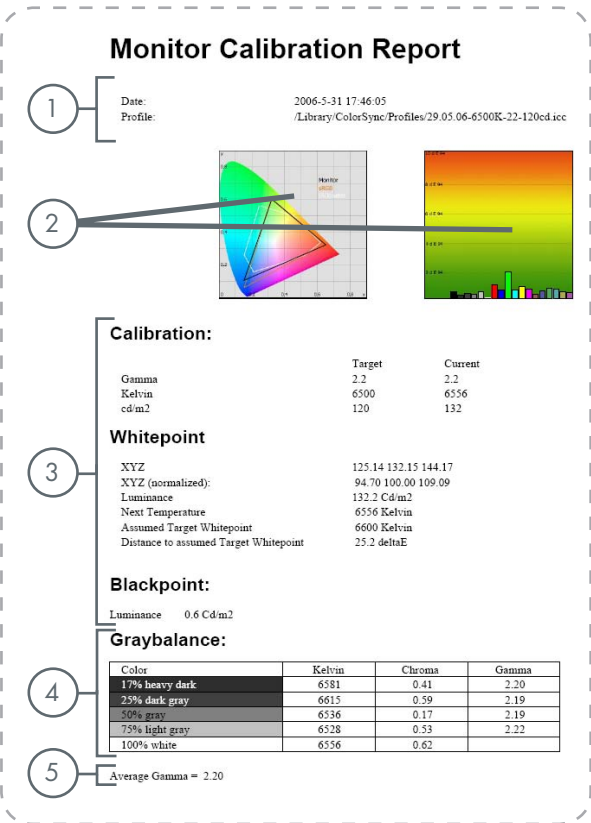 Monitor Calibration Report
1
Date: 2006-5-31 17:46:05
Profile: /Library/ColorSync/Profiles/29.05.06-6500K-22-120cd.icc
2
Monitor
Calibration:
Target Current
Gamma 2.2 2.2
Kelvin 6500 6556
cd/m2 120 132
3
Whitepoint
XYZ 125.14 132.15 144.17
XYZ (normalized): 94.70 100.00 109.09
Luminance 132.2 Cd/m2
Next Temperature 6556 Kelvin
Assumed Target Whitepoint 6600 Kelvin
Distance to assumed Target Whitepoint 25.2 deltaE
Blackpoint:
Luminance 0.6 Cd/m2
4
Graybalance:
Color Kelvin Chroma Gamma
17% heavy dark 6581 0.41 2.20
25% dark gray 6615 0.59 2.19
50% gray 6536 0.17 2.19
75% light gray 6528 0.53 2.22
100% white 6556 0.62
5
Average Gamma = 2.20